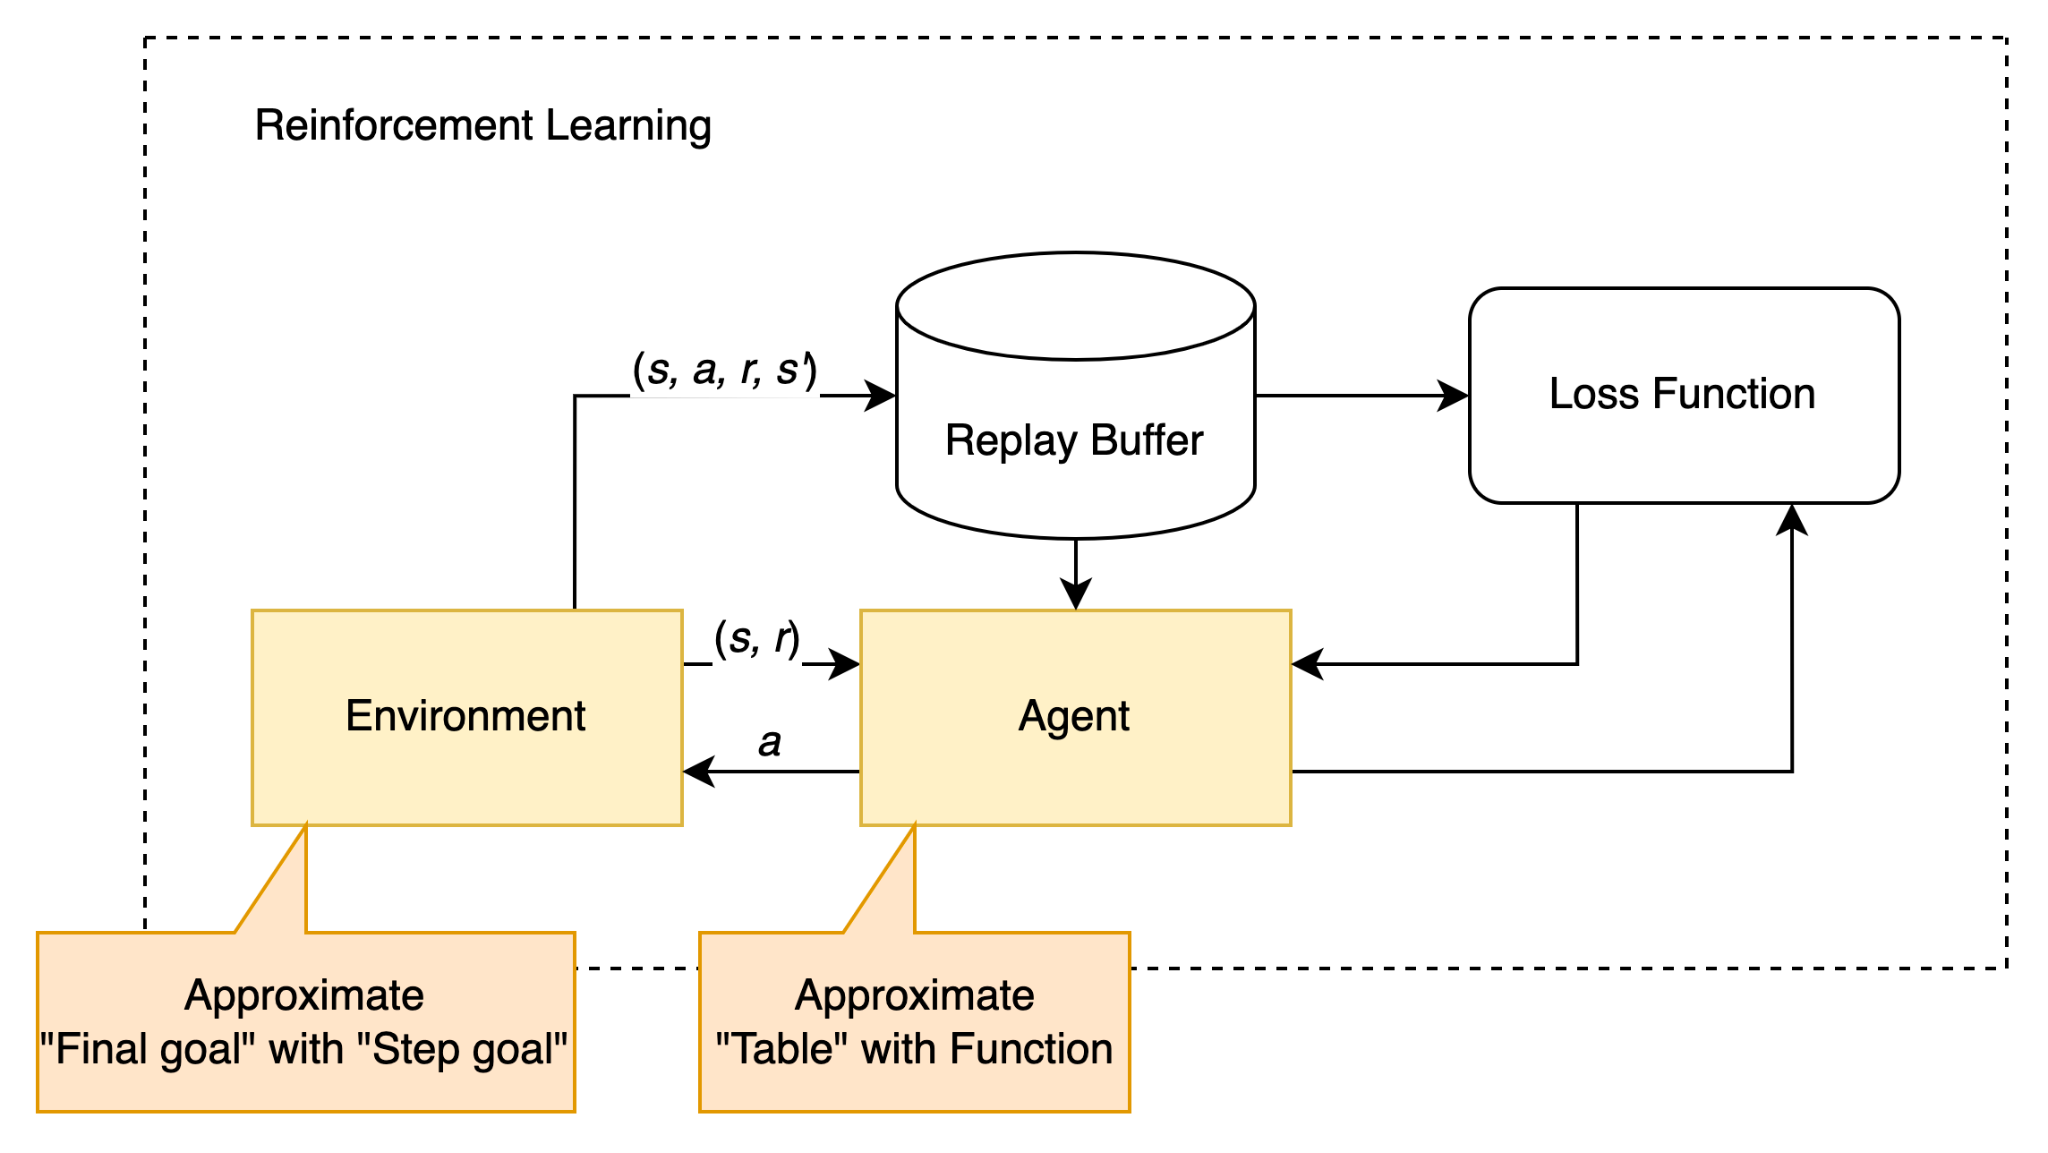 Reinforcement Learning
(s, a, r, s')
Replay Buffer
Loss Function
(s, r)
Environment
Agent
a
Approximate
"Final goal" with "Step goal"
Approximate
"Table" with Function